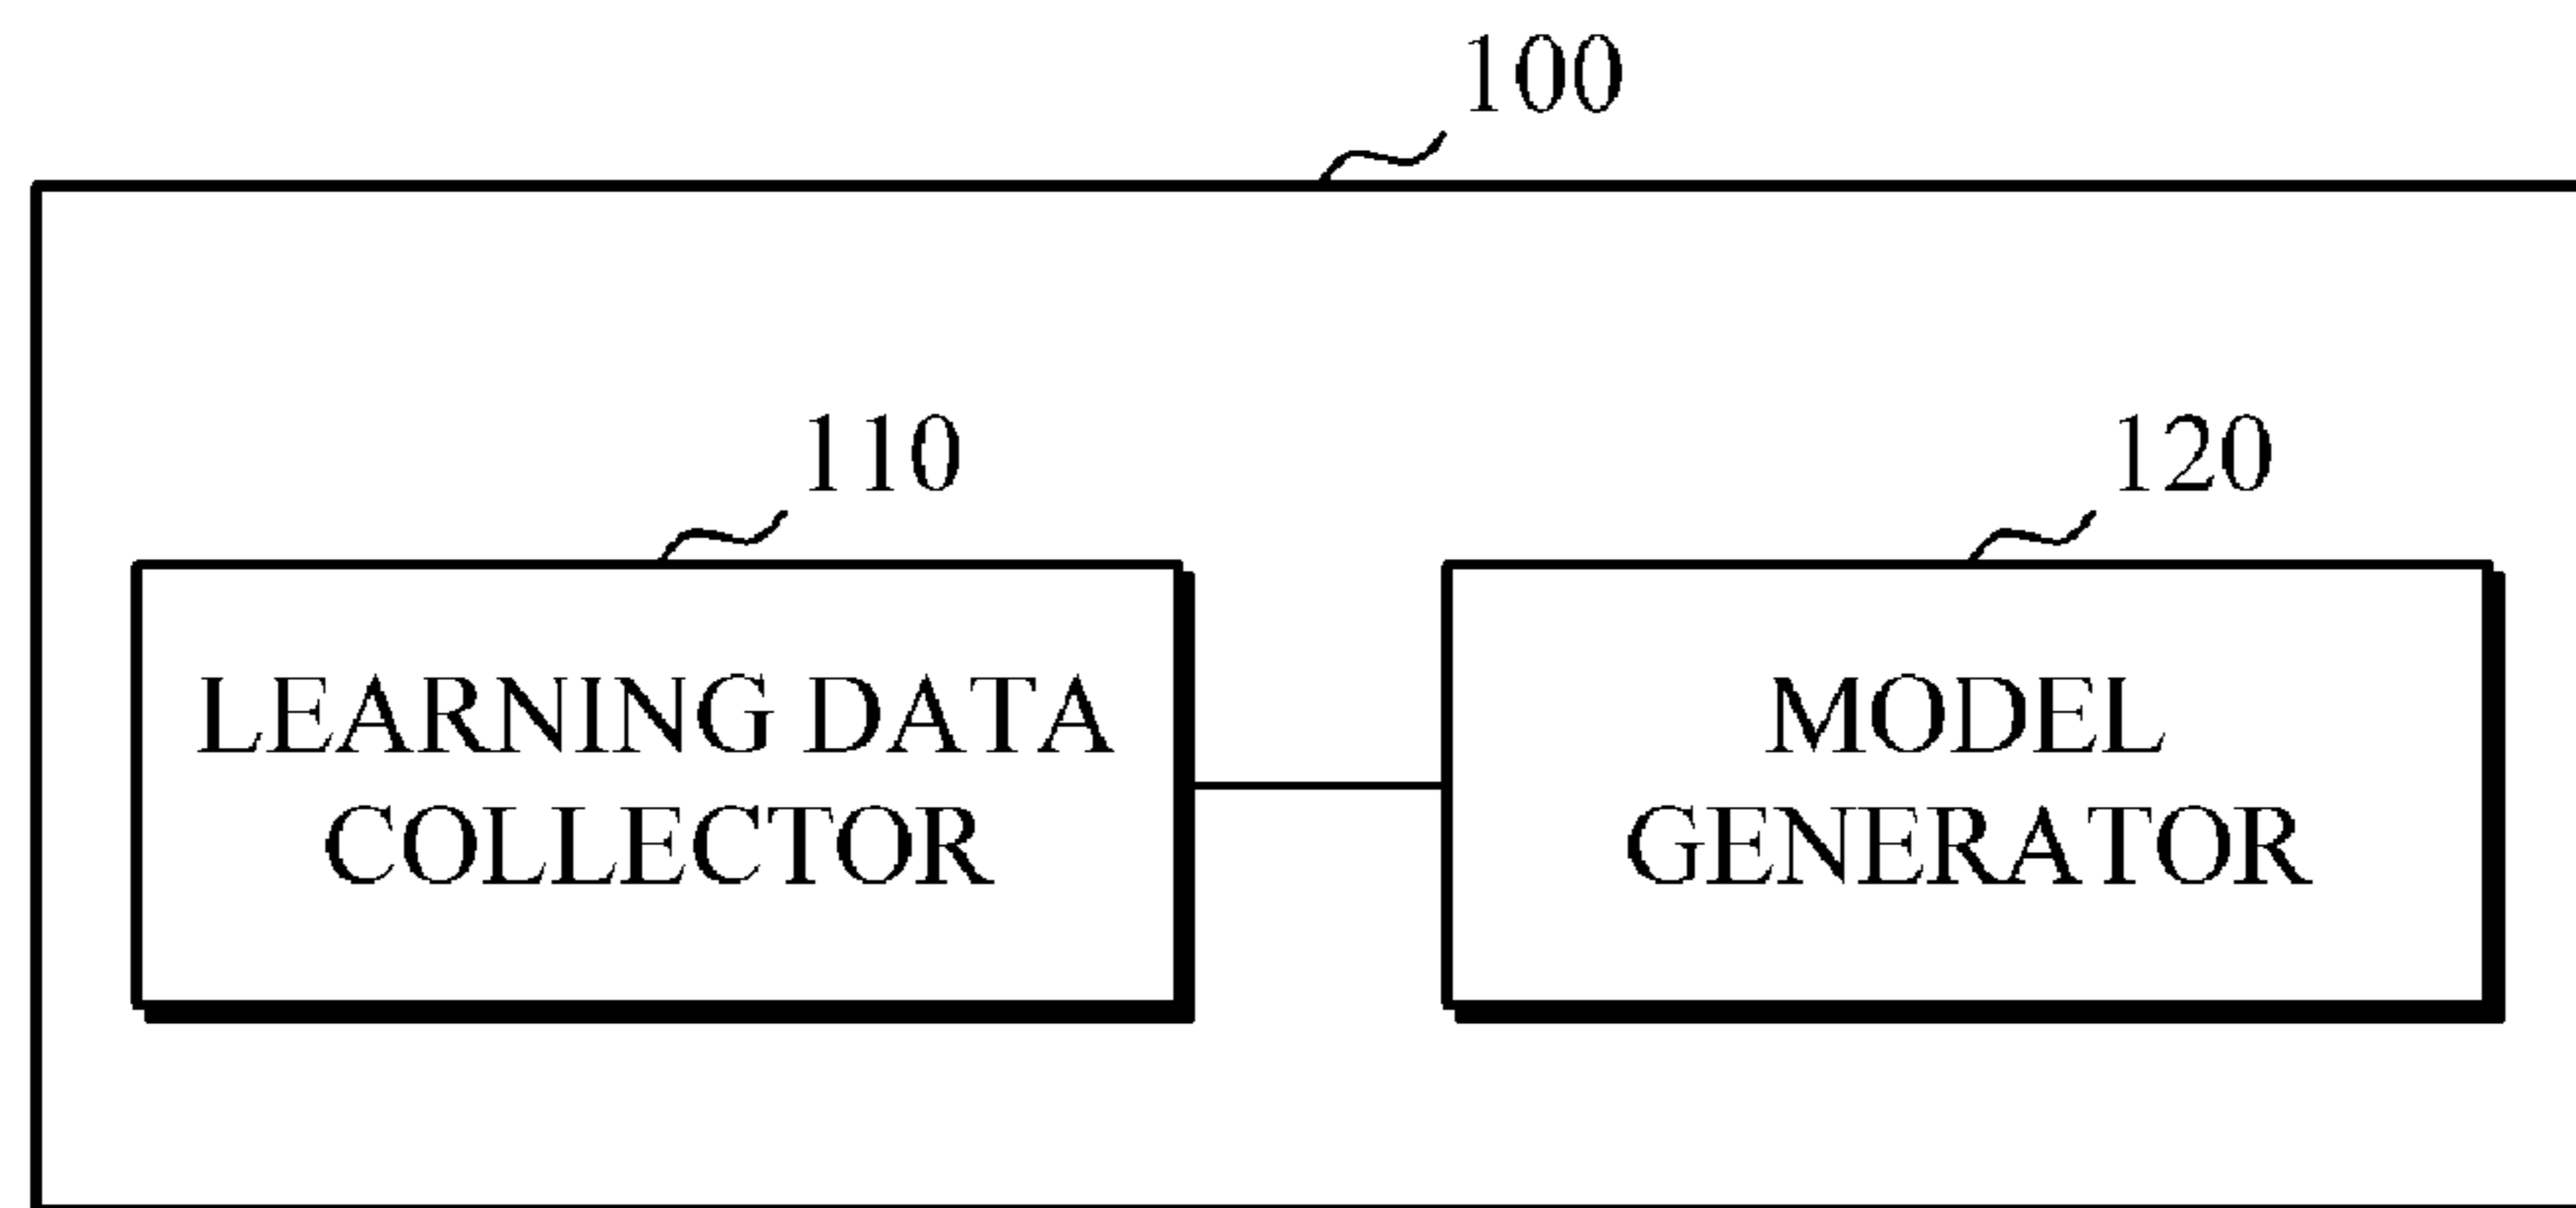 100
110
120
LEARNING DATA
COLLECTOR
MODEL
GENERATOR